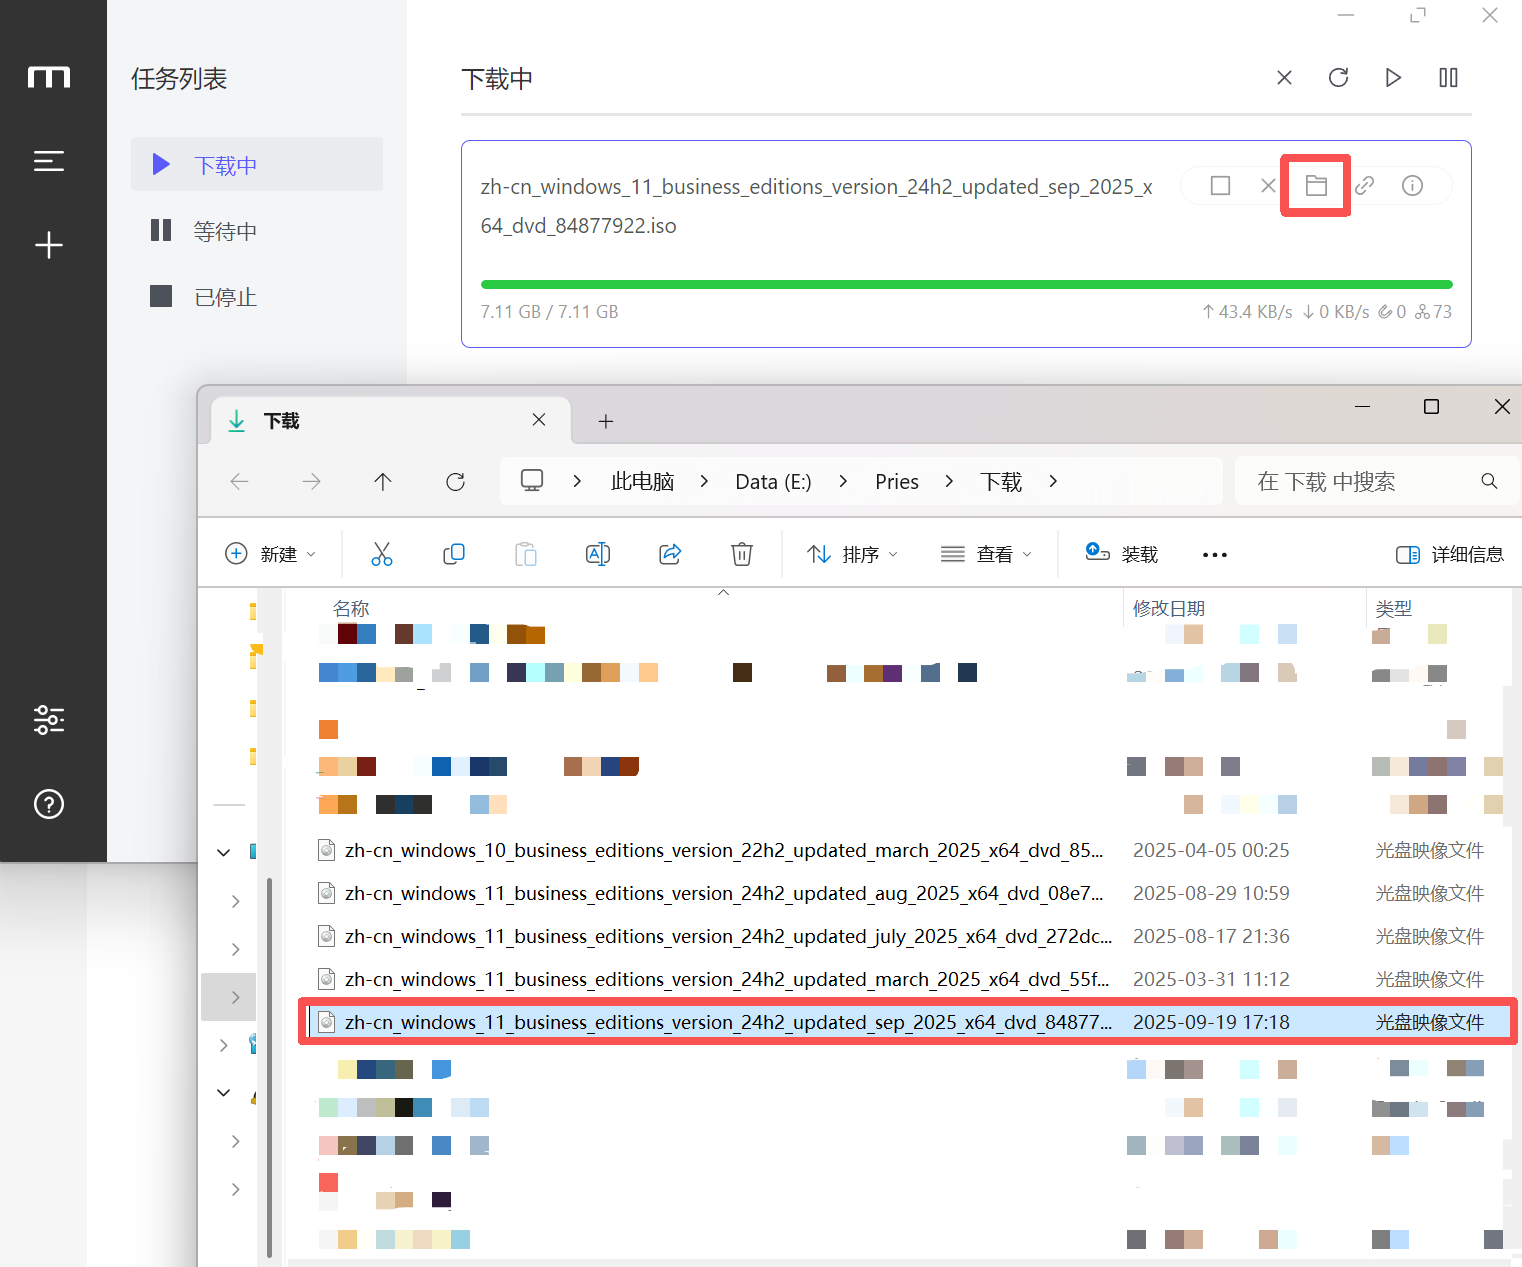 任务列表
下载中
等待中
已停止
下载中
zh-cn_windows_11_business_editions_version_24h2_updated_sep_2025_x
64_dvd_84877922.iso
7.11 GB / 7.11 GB
43.4 KB/s 0 KB/s 0 73
下载
此电脑 Data (E:) Pries 下载
在 下载 中搜索
新建 排序 查看 装载 详细信息
名称 修改日期 类型
zh-cn_windows_10_business_editions_version_22h2_updated_march_2025_x64_dvd_85... 2025-04-05 00:25 光盘映像文件
zh-cn_windows_11_business_editions_version_24h2_updated_aug_2025_x64_dvd_08e7... 2025-08-29 10:59 光盘映像文件
zh-cn_windows_11_business_editions_version_24h2_updated_july_2025_x64_dvd_272dc... 2025-08-17 21:36 光盘映像文件
zh-cn_windows_11_business_editions_version_24h2_updated_march_2025_x64_dvd_55f... 2025-03-31 11:12 光盘映像文件
zh-cn_windows_11_business_editions_version_24h2_updated_sep_2025_x64_dvd_84877... 2025-09-19 17:18 光盘映像文件